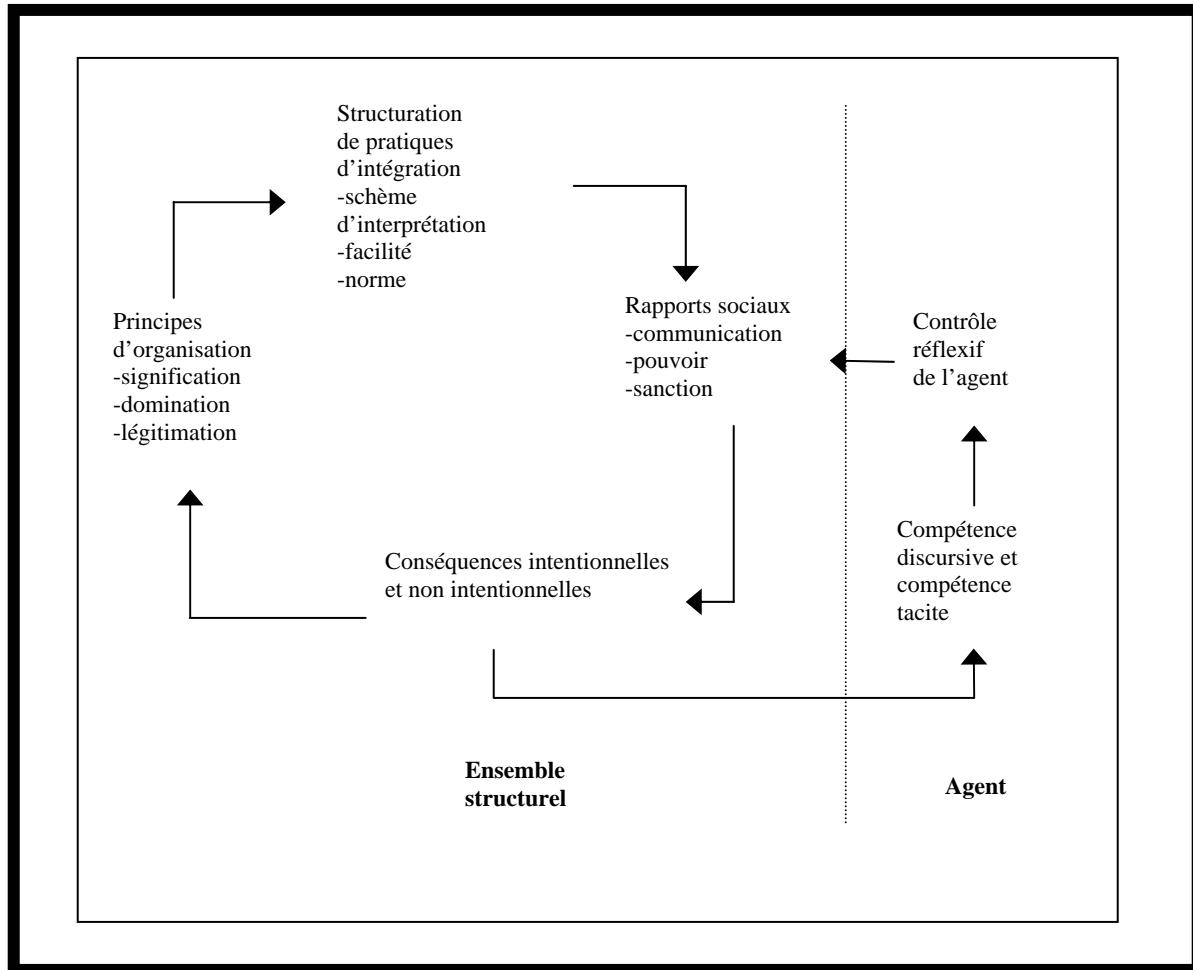 Structuration
de pratiques
d’intégration
-schème
d’interprétation
-facilité
-norme
Principes
d’organisation
-signification
-domination
-légitimation
Rapports sociaux
-communication
-pouvoir
-sanction
Contrôle
réflexif
de l’agent
Conséquences intentionnelles
et non intentionnelles
Compétence
discursive et
compétence
tacite
Ensemble
structurel
Agent